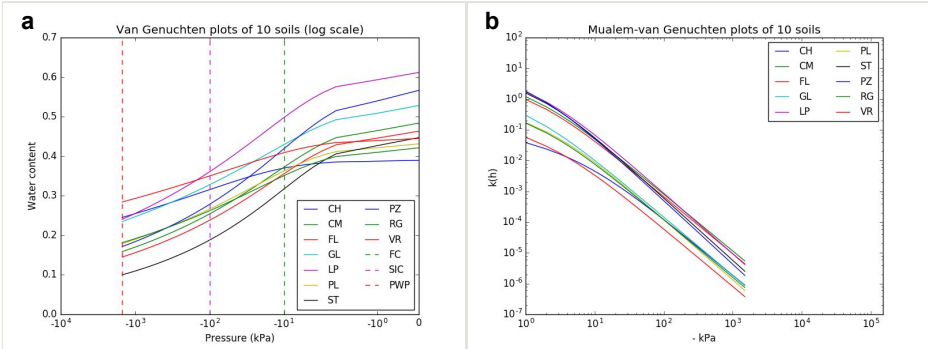 a
Van Genuchten plots of 10 soils (log scale)
0.7
0.6
0.5
0.4
0.3
0.2
0.1
0.0
Water content
-10^4
-10^3
-10^2
-10^1
-10^0
0
Pressure (kPa)
CH
CM
FL
GL
LP
PL
ST
PZ
RG
VR
FC
SIC
PWP
b
Mualem-van Genuchten plots of 10 soils
10^2
10^1
10^0
10^-1
10^-2
10^-3
10^-4
10^-5
10^-6
10^-7
k(h)
10^0
10^1
10^2
10^3
10^4
10^5
- kPa
CH
CM
FL
GL
LP
PL
ST
PZ
RG
VR